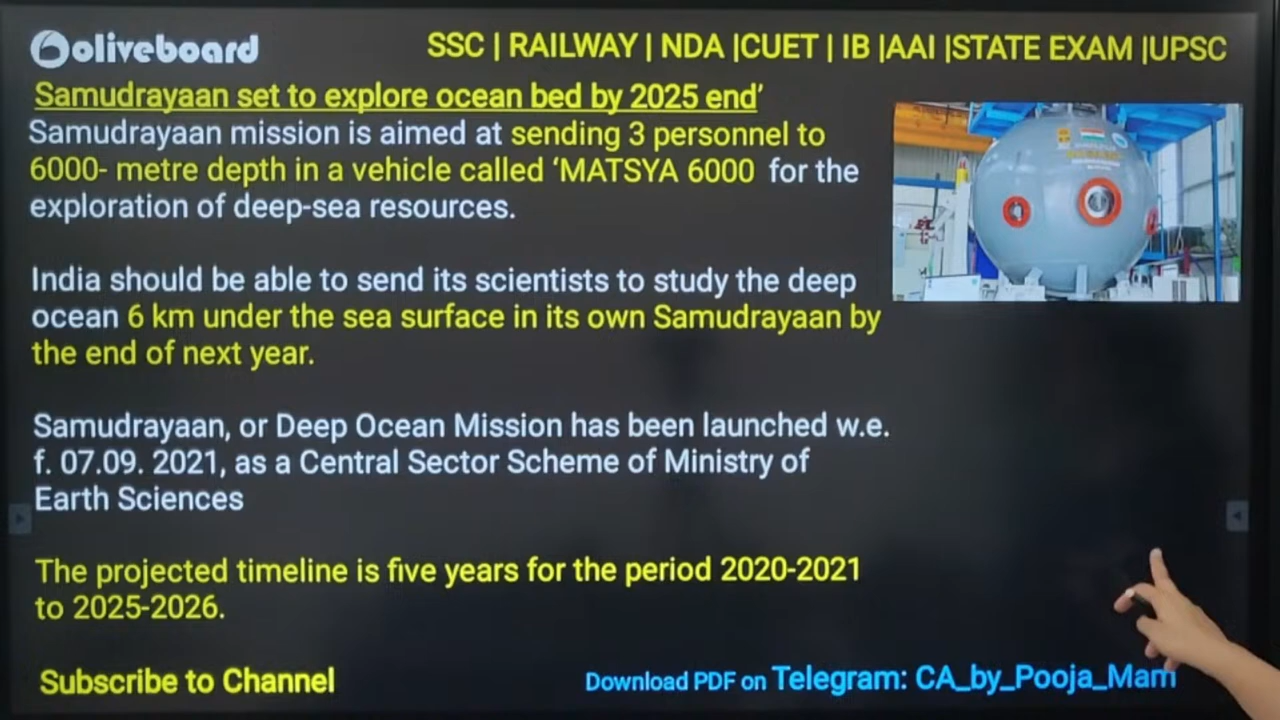 oliveboard
SSC | RAILWAY | NDA |CUET | IB |AAI |STATE EXAM |UPSC
Samudrayaan set to explore ocean bed by 2025 end'
Samudrayaan mission is aimed at sending 3 personnel to
6000- metre depth in a vehicle called ‘MATSYA 6000 for the
exploration of deep-sea resources.
India should be able to send its scientists to study the deep
ocean 6 km under the sea surface in its own Samudrayaan by
the end of next year.
Samudrayaan, or Deep Ocean Mission has been launched w.e.
f. 07.09. 2021, as a Central Sector Scheme of Ministry of
Earth Sciences
The projected timeline is five years for the period 2020-2021
to 2025-2026.
Subscribe to Channel
Download PDF on Telegram: CA_by_Pooja_Mam